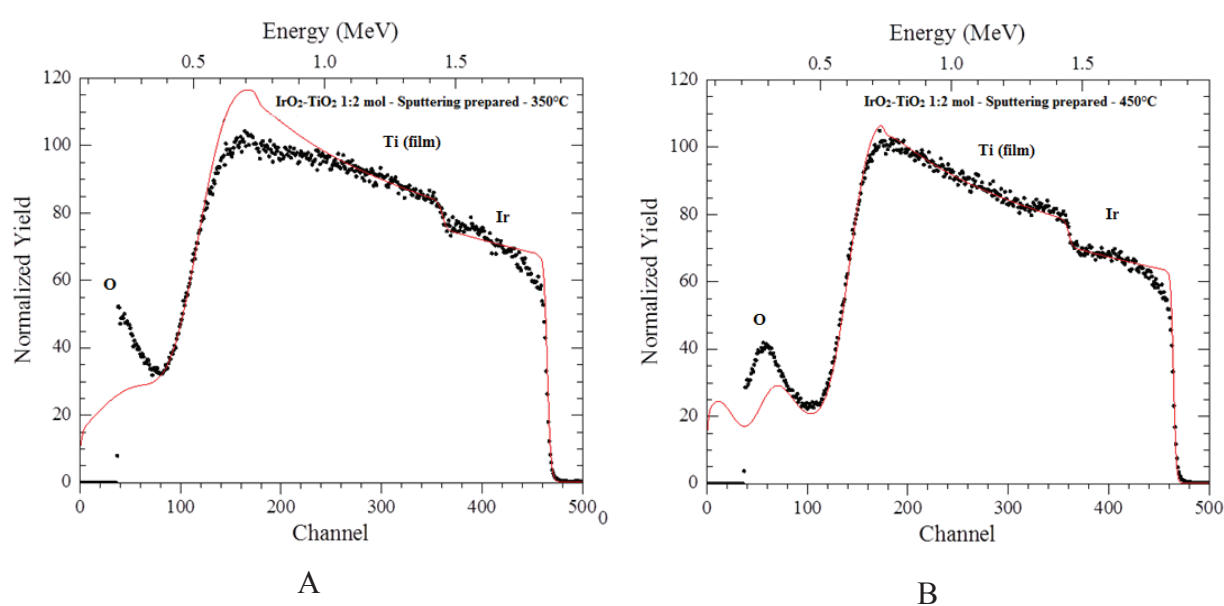 Energy (MeV)
0.5 1.0 1.5
120
100
80
60
40
20
0
Normalized Yield
IrO2-TiO2 1:2 mol - Sputtering prepared - 350°C
Ti (film)
Ir
O
0 100 200 300 400 500
Channel
A
Energy (MeV)
0.5 1.0 1.5
120
100
80
60
40
20
0
0
Normalized Yield
IrO2-TiO2 1:2 mol - Sputtering prepared - 450°C
Ti (film)
Ir
O
0 100 200 300 400 500
Channel
B